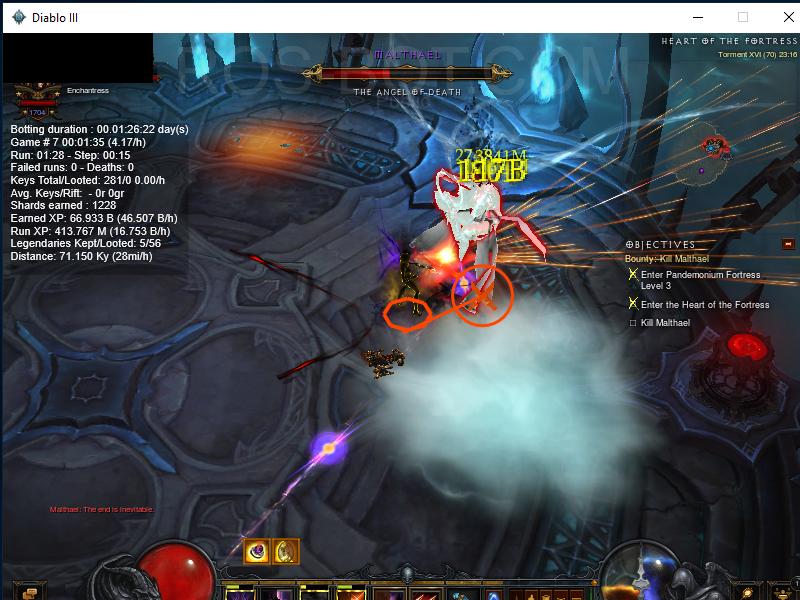 Diablo III
ROS-BOT.COM
MALTHAEL
THE ANGEL OF DEATH
HEART OF THE FORTRESS
Torment XVI (70) 23:16
Enchantress
1704
Botting duration : 00.01:26:22 day(s)
Game # 7 00:01:35 (4.17/h)
Run: 01:28 - Step: 00:15
Failed runs: 0 - Deaths: 0
Keys Total/Looted: 281/0 0.00/h
Avg. Keys/Rift: - 0r 0gr
Shards earned : 1228
Earned XP: 66.933 B (46.507 B/h)
Run XP: 413.767 M (16.753 B/h)
Legendaries Kept/Looted: 5/56
Distance: 71.150 Ky (28mi/h)
OBJECTIVES
Bounty: Kill Malthael
Enter Pandemonium Fortress
Level 3
Enter the Heart of the Fortress
Kill Malthael
Malthael: The end is inevitable.